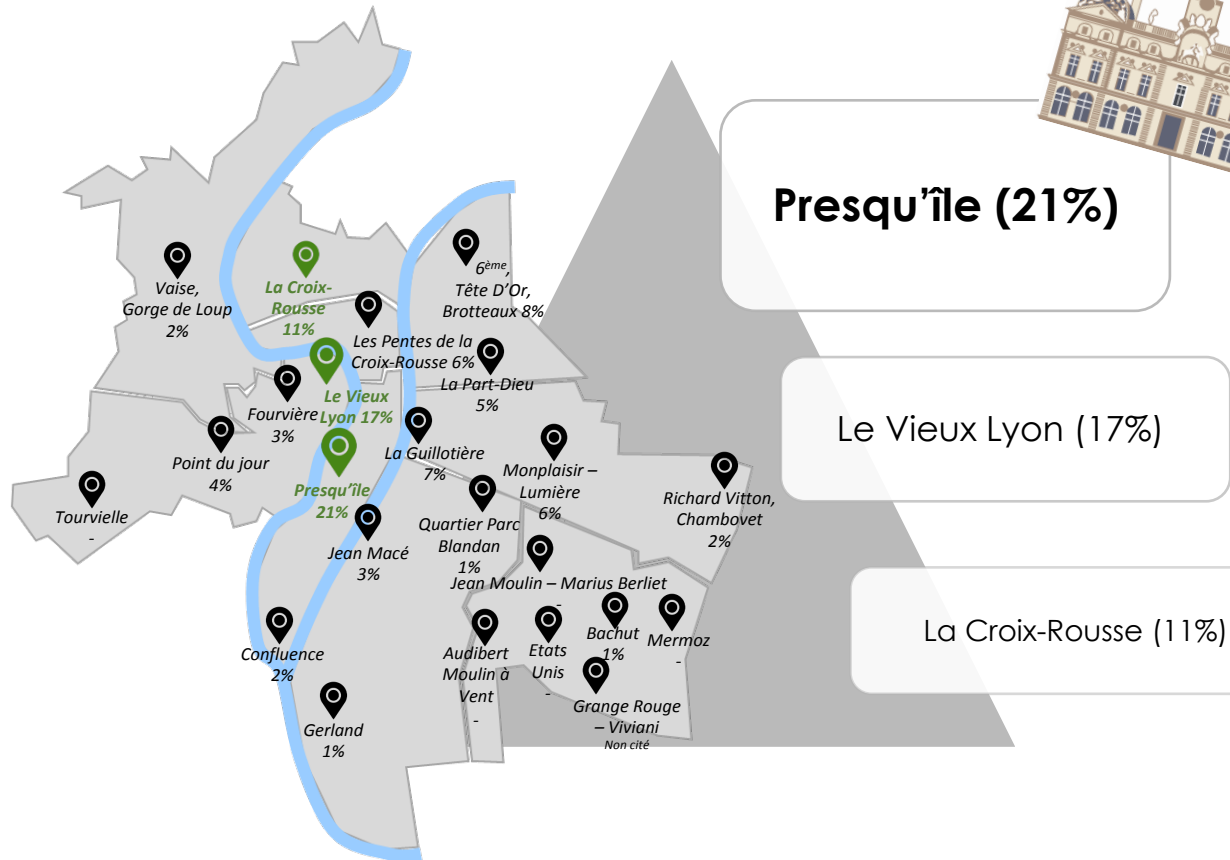 Presqu’île (21%)
Le Vieux Lyon (17%)
La Croix-Rousse (11%)
Vaise,
Gorge de Loup
2%
La Croix-
Rousse
11%
6ème,
Tête D’Or,
Brotteaux 8%
Les Pentes de la
Croix-Rousse 6%
La Part-Dieu
5%
Le Vieux
Lyon 17%
Fourvière
3%
Point du jour
4%
La Guillotière
7%
Monplaisir –
Lumière
6%
Richard Vitton,
Chambovet
2%
Tourvielle
-
Presqu’île
21%
Jean Macé
3%
Quartier Parc
Blandan
1%
Jean Moulin – Marius Berliet
-
Confluence
2%
Audibert
Moulin à
Vent
-
Etats
Unis
-
Bachut
1%
Mermoz
-
Grange Rouge
– Viviani
Non cité
Gerland
1%